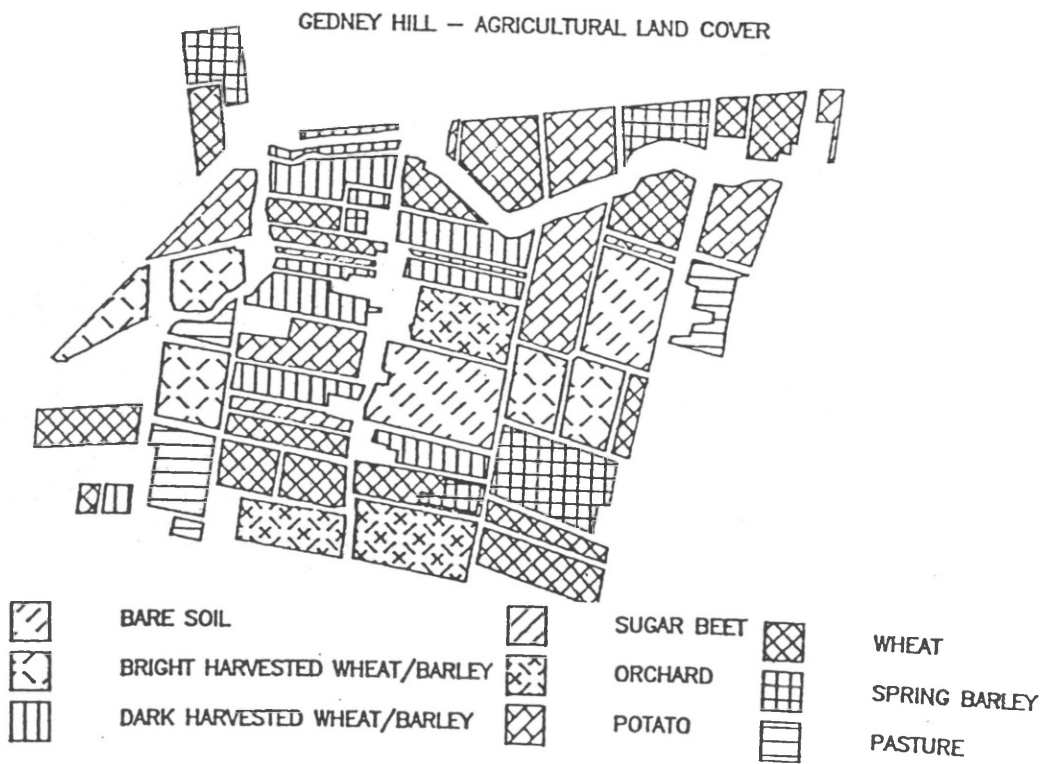 GEDNEY HILL – AGRICULTURAL LAND COVER
BARE SOIL
BRIGHT HARVESTED WHEAT/BARLEY
DARK HARVESTED WHEAT/BARLEY
SUGAR BEET
ORCHARD
POTATO
WHEAT
SPRING BARLEY
PASTURE